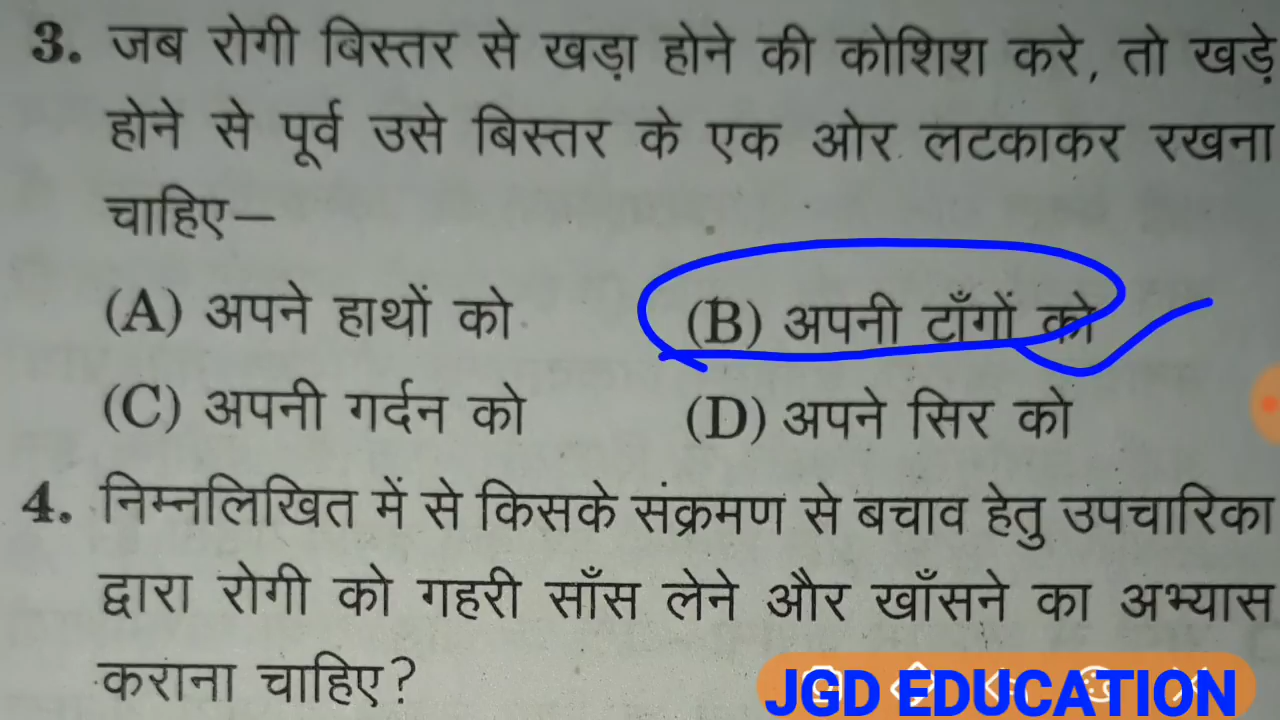 3. जब रोगी बिस्तर से खड़ा होने की कोशिश करे, तो खड़े
होने से पूर्व उसे बिस्तर के एक ओर लटकाकर रखना
चाहिए—
(A) अपने हाथों को (B) अपनी टाँगों को
(C) अपनी गर्दन को (D) अपने सिर को
4. निम्नलिखित में से किसके संक्रमण से बचाव हेतु उपचारिका
द्वारा रोगी को गहरी साँस लेने और खाँसने का अभ्यास
कराना चाहिए?
JGD EDUCATION